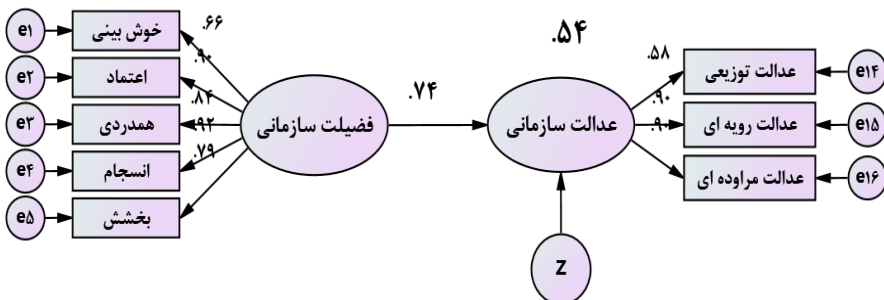 e۱
خوش بینی
.۶۶
e۲
اعتماد
.۹۰
e۳
همدردی
.۸۴
e۴
انسجام
.۹۲
e۵
بخشش
.۷۹
فضیلت سازمانی
.۷۴
.۵۴
عدالت سازمانی
.۵۸
عدالت توزیعی
e۱۴
.۹۰
عدالت رویه ای
e۱۵
.۹۰
عدالت مراوده ای
e۱۶
Z